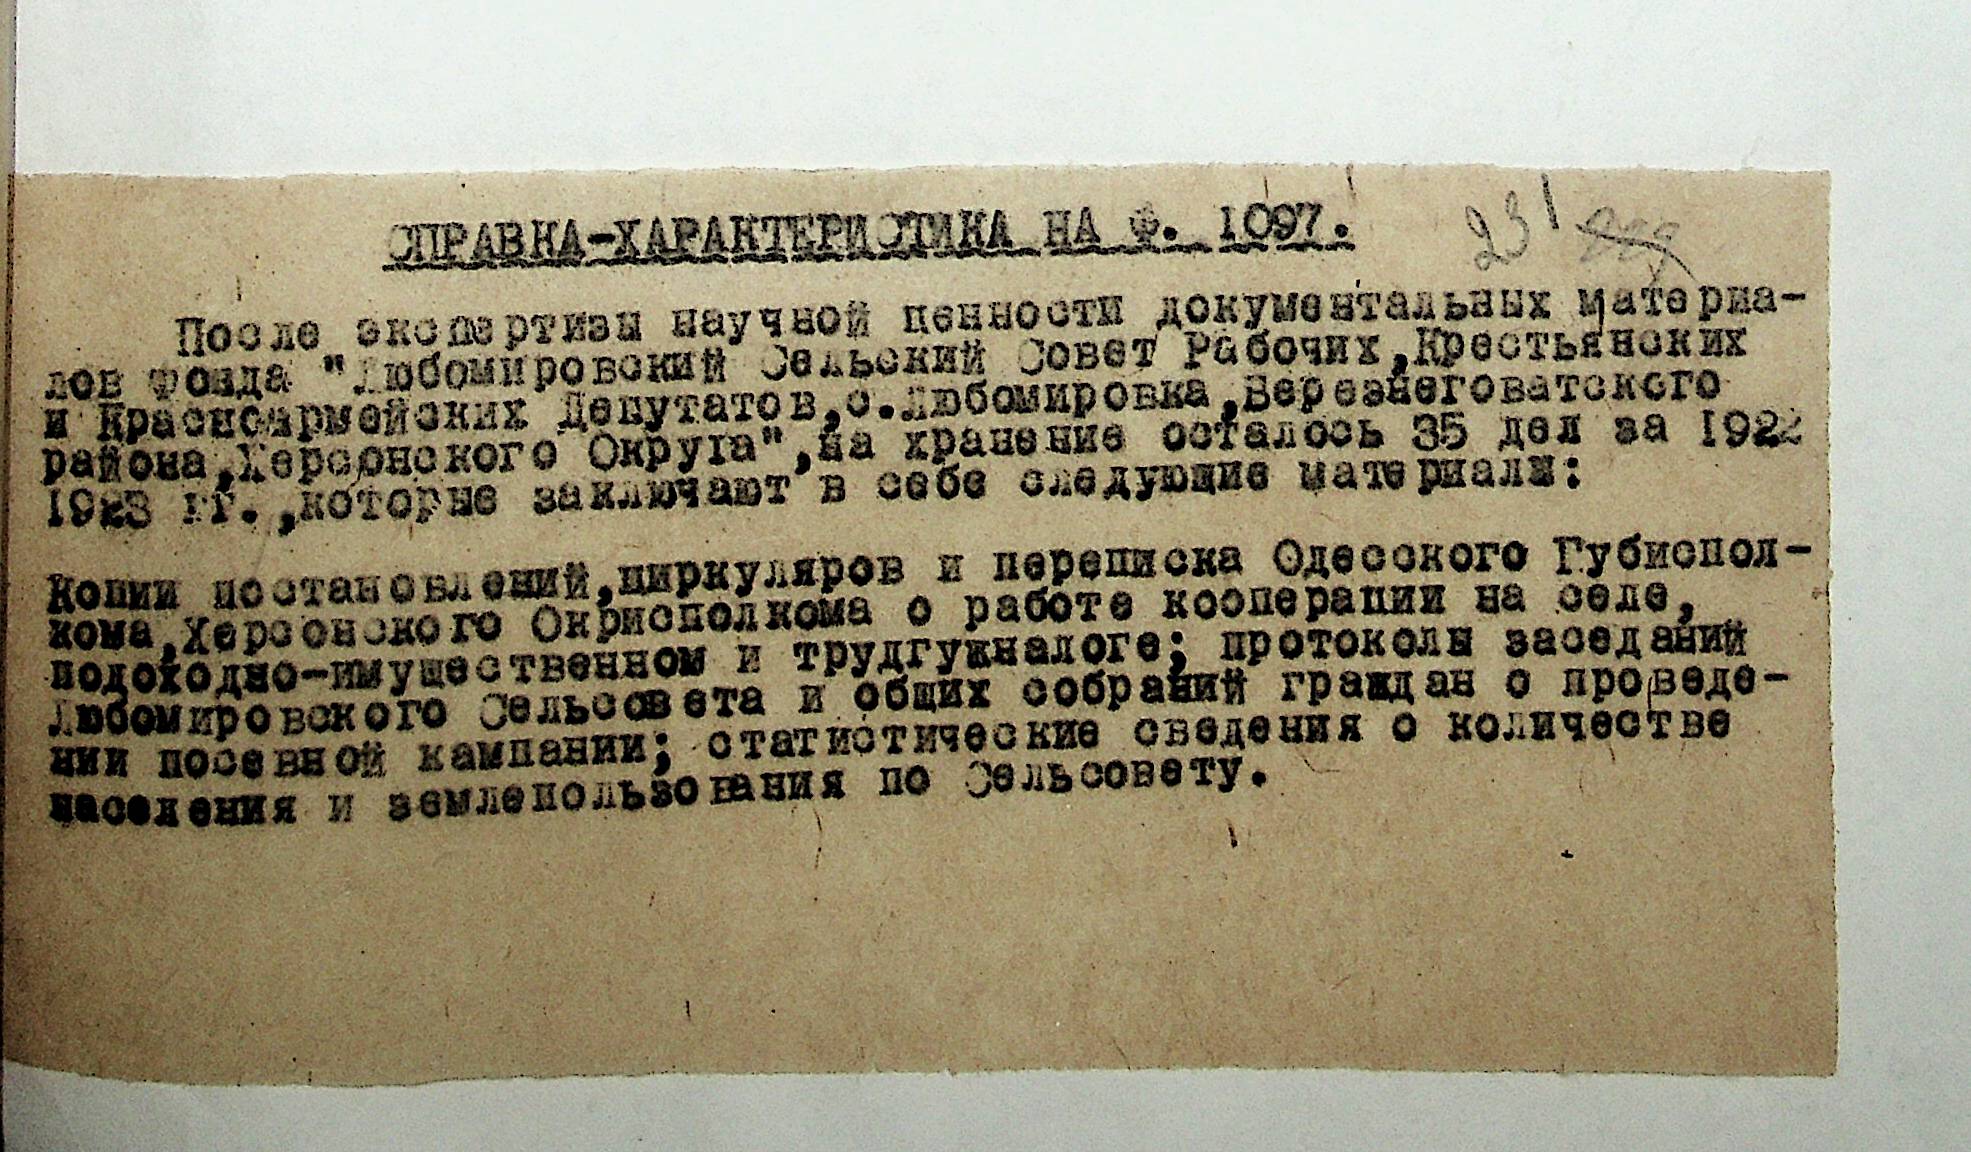 СПРАВКА-ХАРАКТЕРИСТИКА НА Ф. 1097.
23
После экспертизы научной ценности документальных материа-
лов фонда "Любомировский Сельский Совет Рабочих,Крестьянских
и Красноармейских Депутатов,с.Любомировка,Березнеговатского
района,Херсонского Округа",на хранение осталось 35 дел за 1922
1923 гг.,которые заключают в себе следующие материалы:
Копии постановлений,циркуляров и переписка Одесского Губиспол-
кома,Херсонского Окрисполкома о работе кооперации на селе,
подоходно-имущественном и трудгужналоге; протоколы заседаний
Любомировского Сельсовета и общих собраний граждан о проведе-
нии посевной кампании; статистические сведения о количестве
населения и землепользования по Сельсовету.